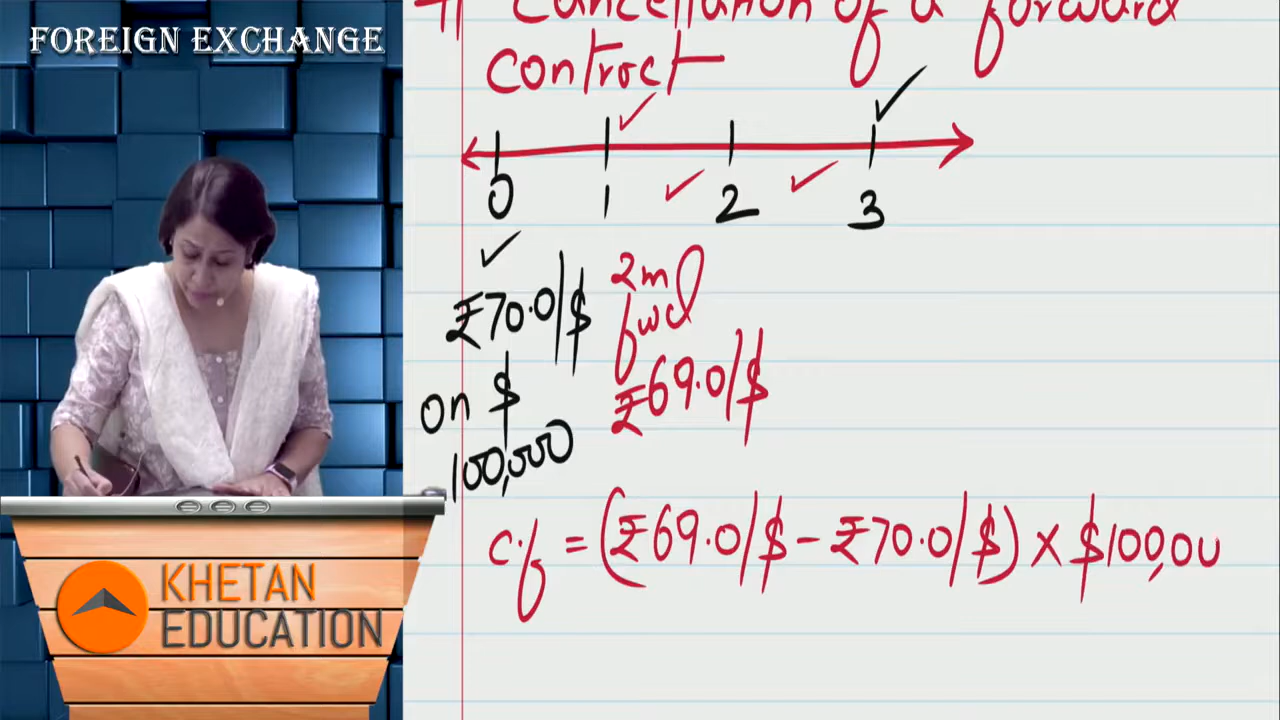 FOREIGN EXCHANGE
Cancellation of a forward
contract
0 1 2 3
₹70.0/$
on $
100,000
2m
fwd
₹69.0/$
c.f = (₹69.0/$ - ₹70.0/$) × $100,00
KHETAN
EDUCATION